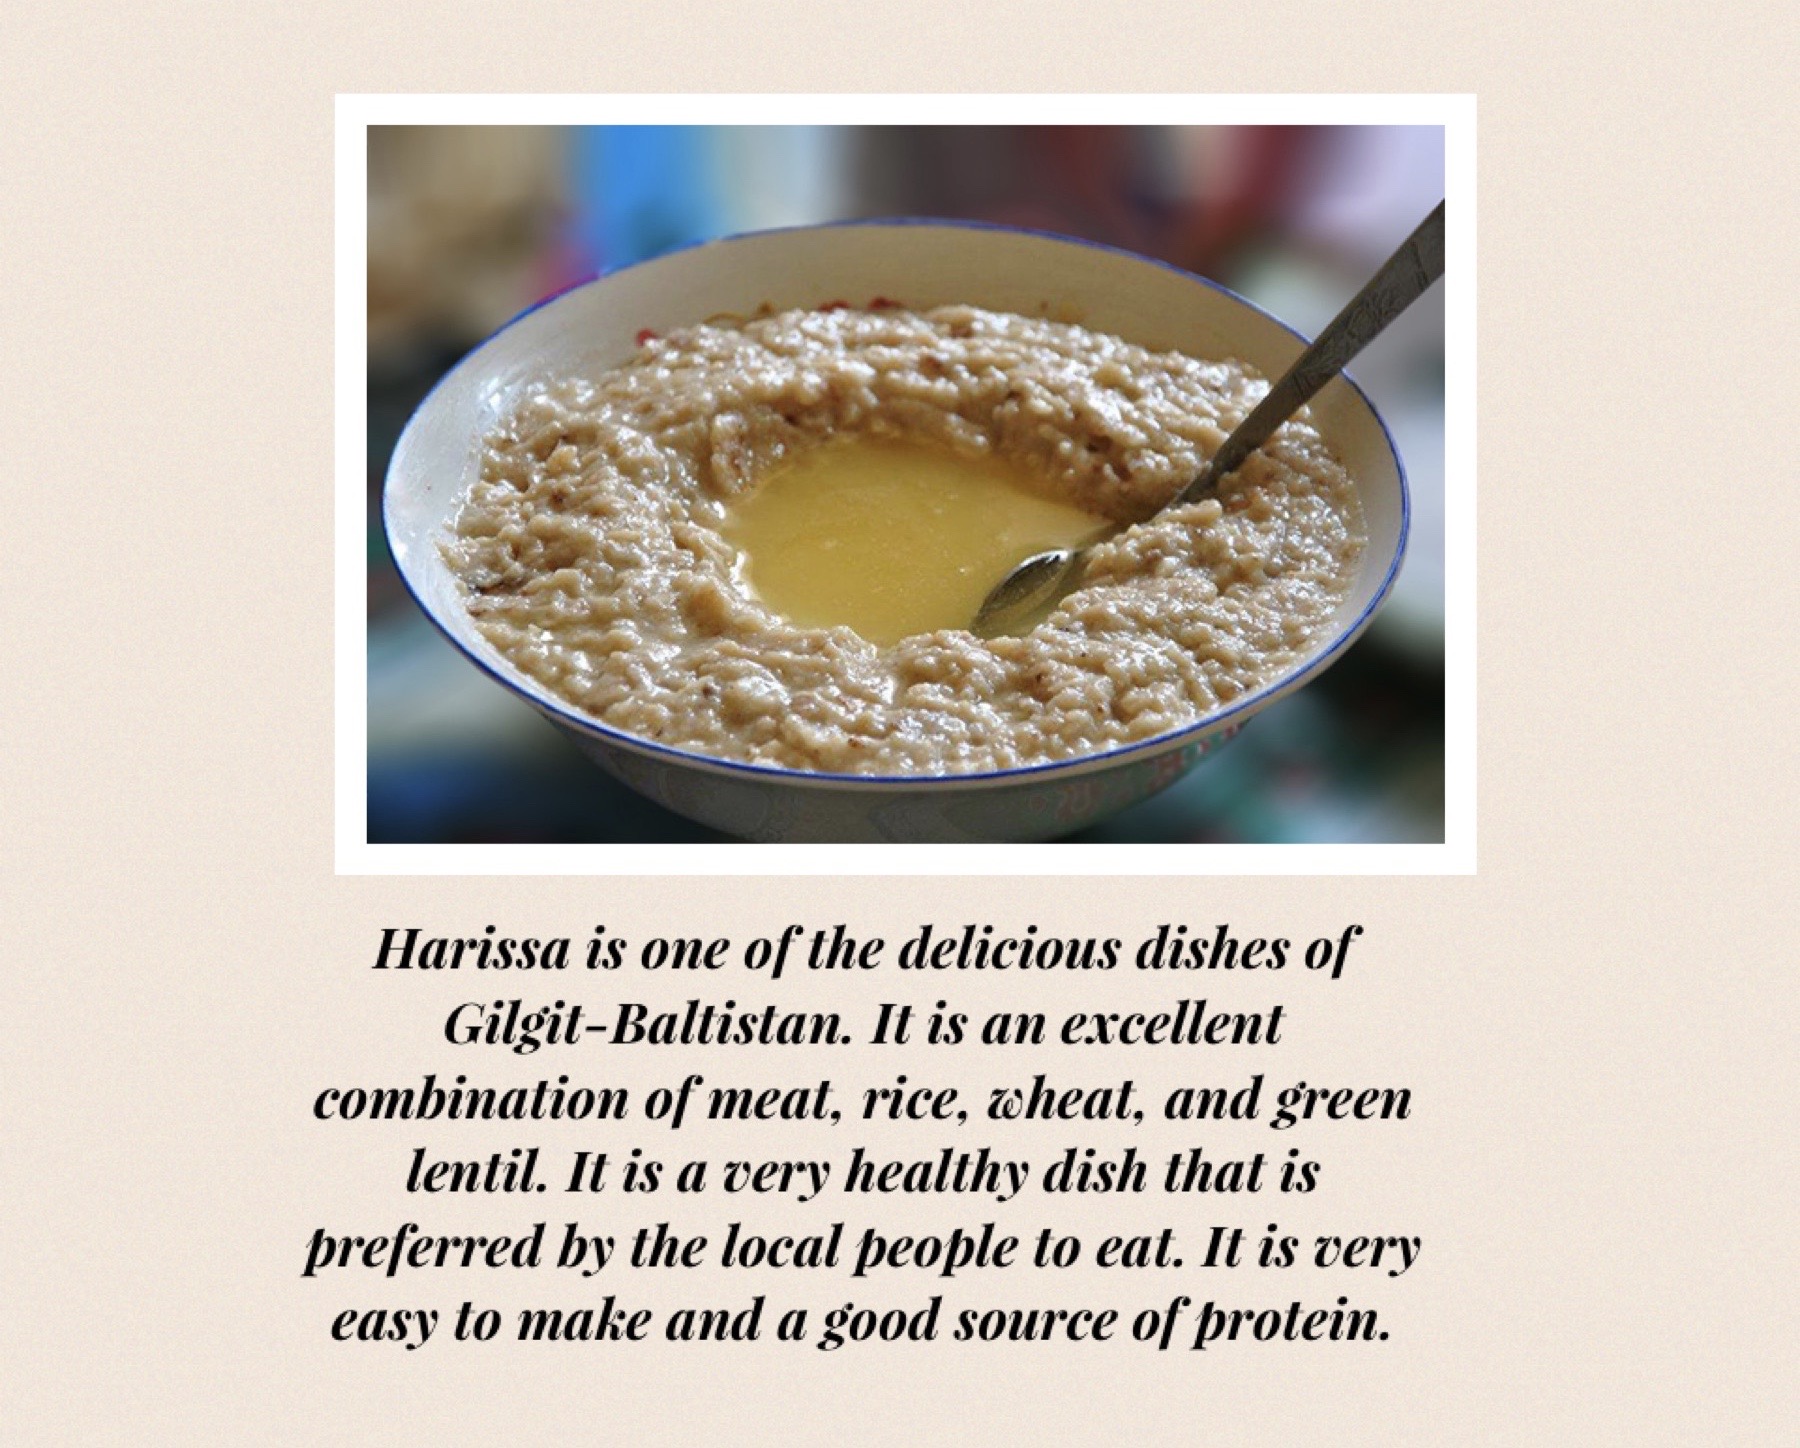 Harissa is one of the delicious dishes of
Gilgit-Baltistan. It is an excellent
combination of meat, rice, wheat, and green
lentil. It is a very healthy dish that is
preferred by the local people to eat. It is very
easy to make and a good source of protein.